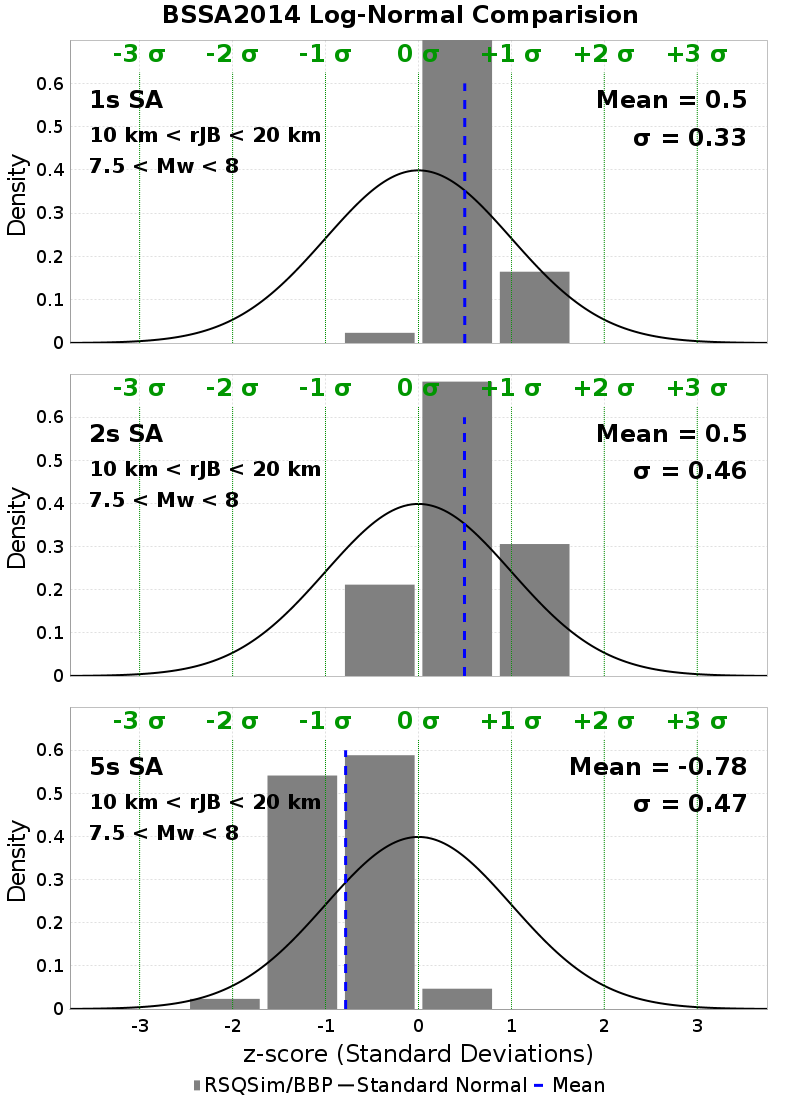 BSSA2014 Log-Normal Comparision
-3 σ -2 σ -1 σ 0 σ +1 σ +2 σ +3 σ
1s SA Mean = 0.5
10 km < rJB < 20 km σ = 0.33
7.5 < Mw < 8
Density
0.6
0.5
0.4
0.3
0.2
0.1
0
-3 σ -2 σ -1 σ 0 σ +1 σ +2 σ +3 σ
2s SA Mean = 0.5
10 km < rJB < 20 km σ = 0.46
7.5 < Mw < 8
Density
0.6
0.5
0.4
0.3
0.2
0.1
0
-3 σ -2 σ -1 σ 0 σ +1 σ +2 σ +3 σ
5s SA Mean = -0.78
10 km < rJB < 20 km σ = 0.47
7.5 < Mw < 8
Density
0.6
0.5
0.4
0.3
0.2
0.1
0
-3 -2 -1 0 1 2 3
z-score (Standard Deviations)
RSQSim/BBP Standard Normal Mean